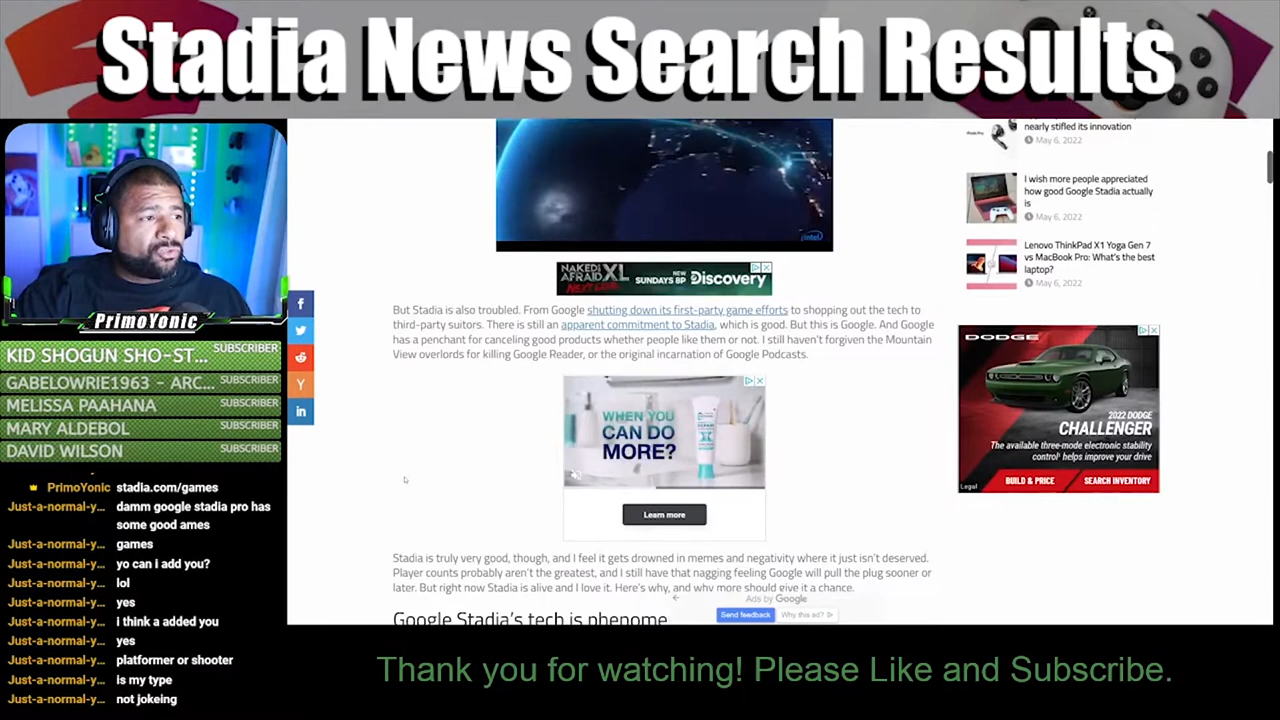 Stadia News Search Results
PrimoYonic
KID SHOGUN SHO-ST... SUBSCRIBER
GABELOWRIE1963 - ARC... SUBSCRIBER
MELISSA PAAHANA SUBSCRIBER
MARY ALDEBOL SUBSCRIBER
DAVID WILSON SUBSCRIBER
PrimoYonic stadia.com/games
Just-a-normal-y... damm google stadia pro has
some good ames
Just-a-normal-y... games
Just-a-normal-y... yo can i add you?
Just-a-normal-y... lol
Just-a-normal-y... yes
Just-a-normal-y... i think a added you
Just-a-normal-y... yes
Just-a-normal-y... platformer or shooter
Just-a-normal-y... is my type
Just-a-normal-y... not jokeing
intel
NAKED AND AFRAID XL
NEXT LEVEL
NEW
SUNDAYS 8P
Discovery
But Stadia is also troubled. From Google shutting down its first-party game efforts to shopping out the tech to
third-party suitors. There is still an apparent commitment to Stadia, which is good. But this is Google. And Google
has a penchant for canceling good products whether people like them or not. I still haven't forgiven the Mountain
View overlords for killing Google Reader, or the original incarnation of Google Podcasts.
WHEN YOU
CAN DO
MORE?
REPAIR
Learn more
Stadia is truly very good, though, and I feel it gets drowned in memes and negativity where it just isn't deserved.
Player counts probably aren't the greatest, and I still have that nagging feeling Google will pull the plug sooner or
later. But right now Stadia is alive and I love it. Here's why, and why more should give it a chance.
Google Stadia's tech is phenome
Ads by Google
Send feedback
Why this ad?
nearly stifled its innovation
May 6, 2022
I wish more people appreciated
how good Google Stadia actually
is
May 6, 2022
Lenovo ThinkPad X1 Yoga Gen 7
vs MacBook Pro: What's the best
laptop?
May 6, 2022
DODGE
2022 DODGE
CHALLENGER
The available three-mode electronic stability
control¹ helps improve your drive
Legal
BUILD & PRICE
SEARCH INVENTORY
Thank you for watching! Please Like and Subscribe.